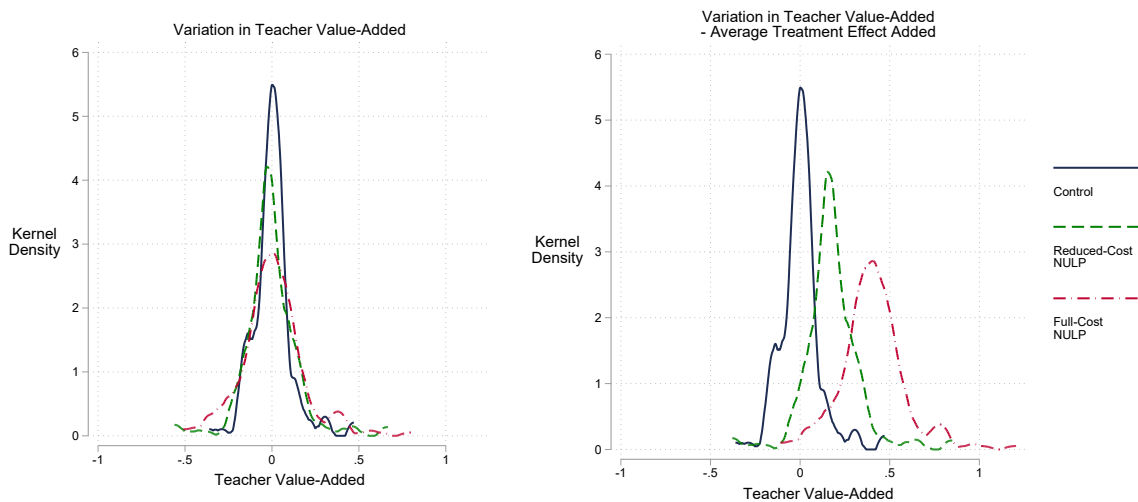 Variation in Teacher Value-Added
6
5
4
3
2
1
0
Kernel
Density
-1
-.5
0
.5
1
Teacher Value-Added
Variation in Teacher Value-Added
- Average Treatment Effect Added
6
5
4
3
2
1
0
Kernel
Density
-1
-.5
0
.5
1
Teacher Value-Added
Control
Reduced-Cost
NULP
Full-Cost
NULP